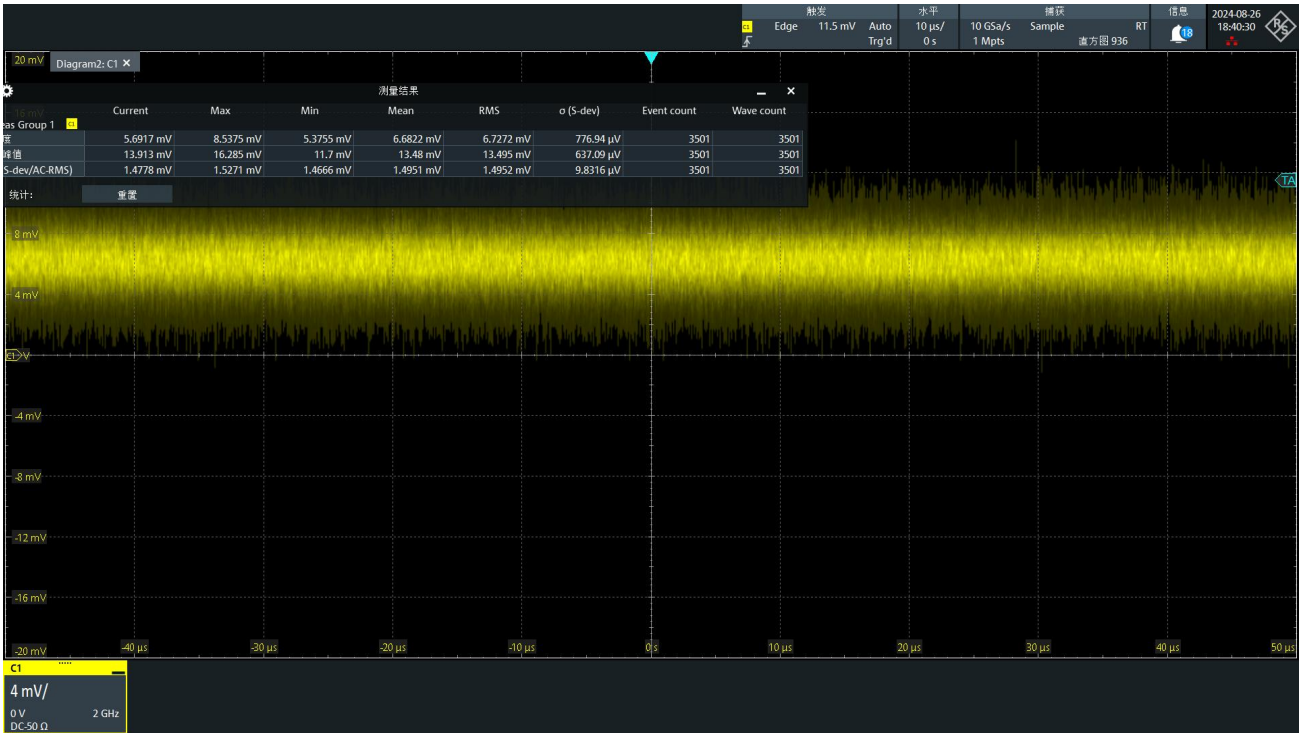 触发 水平 捕获 信息 2024-08-26
C1 Edge 11.5 mV Auto 10 µs/ 10 GSa/s Sample RT 18 18:40:30
Trg'd 0 s 1 Mpts 直方图 936
20 mV Diagram2: C1 ×
测量结果
16 mV Current Max Min Mean RMS σ (S-dev) Event count Wave count
eas Group 1 C1
度 5.6917 mV 8.5375 mV 5.3755 mV 6.6822 mV 6.7272 mV 776.94 µV 3501 3501
峰值 13.913 mV 16.285 mV 11.7 mV 13.48 mV 13.495 mV 637.09 µV 3501 3501
S-dev/AC-RMS) 1.4778 mV 1.5271 mV 1.4666 mV 1.4951 mV 1.4952 mV 9.8316 µV 3501 3501
统计: 重置
TA
8 mV
4 mV
C1 V
-4 mV
-8 mV
-12 mV
-16 mV
-20 mV -40 µs -30 µs -20 µs -10 µs 0 s 10 µs 20 µs 30 µs 40 µs 50 µs
C1
4 mV/
0 V 2 GHz
DC-50 Ω